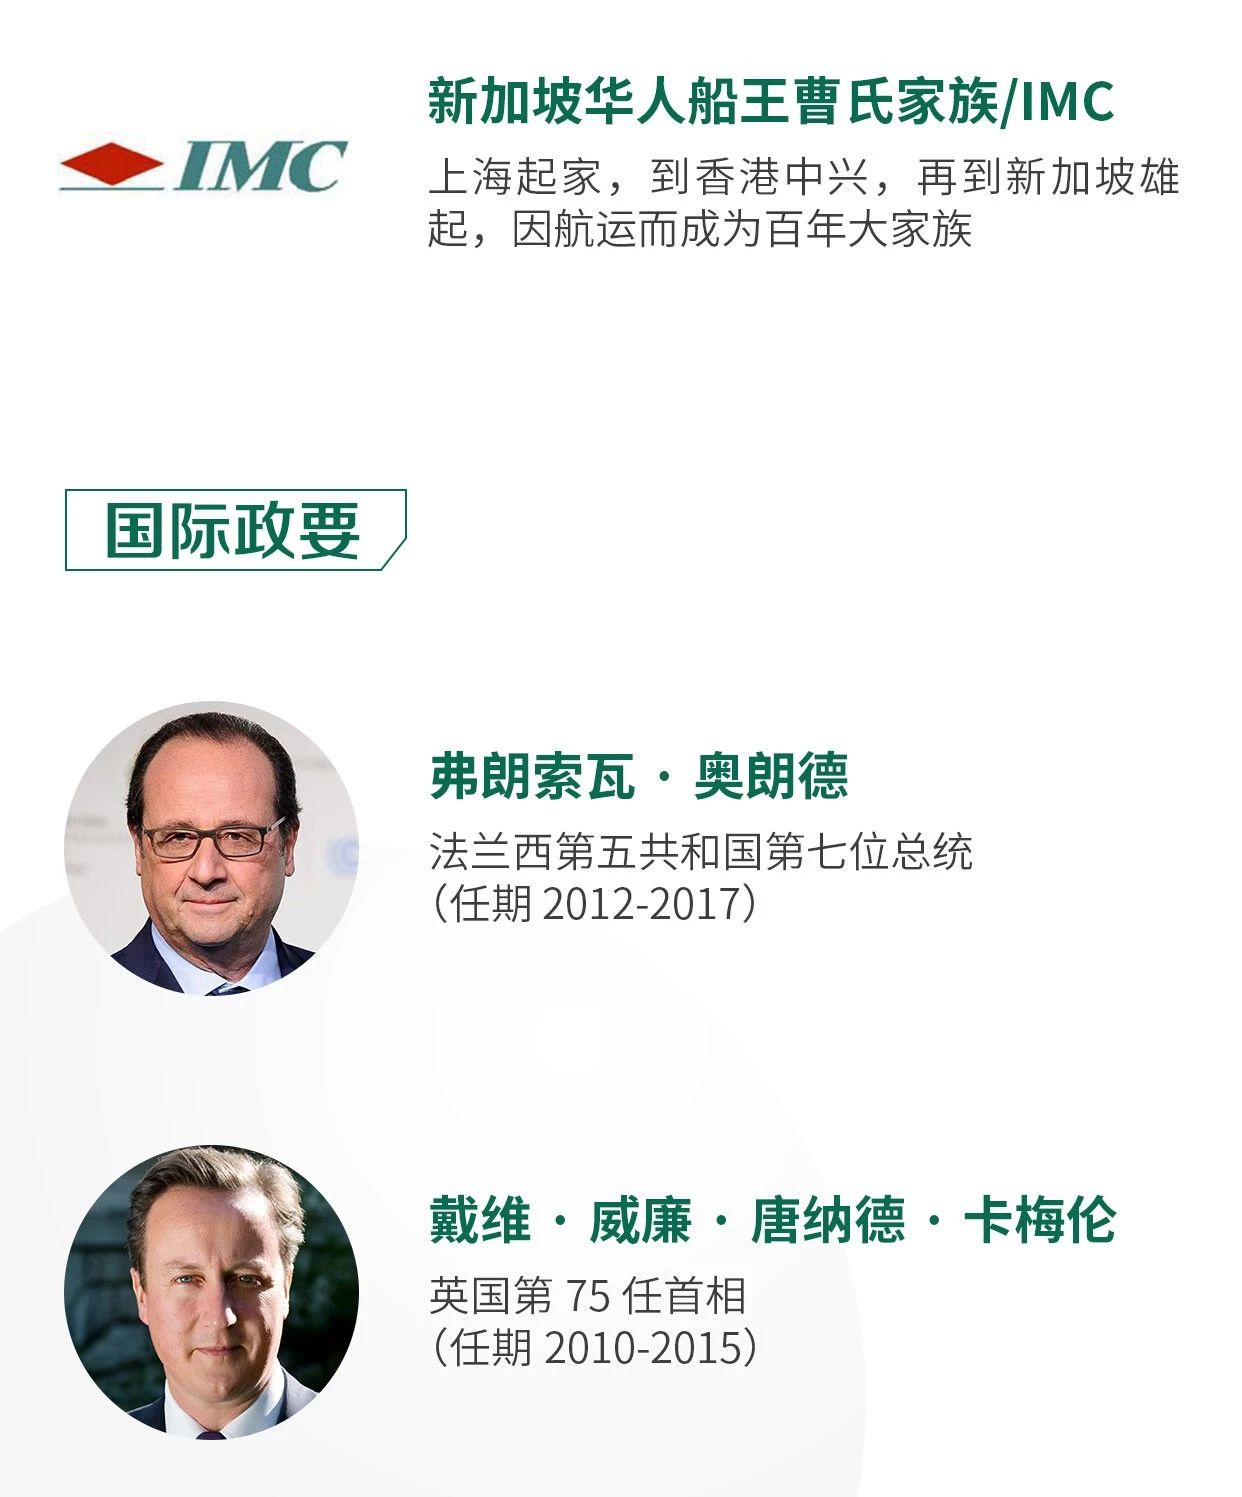 IMC
新加坡华人船王曹氏家族/IMC
上海起家，到香港中兴，再到新加坡雄
起，因航运而成为百年大家族
国际政要
弗朗索瓦·奥朗德
法兰西第五共和国第七位总统
（任期 2012-2017）
戴维·威廉·唐纳德·卡梅伦
英国第 75 任首相
（任期 2010-2015）